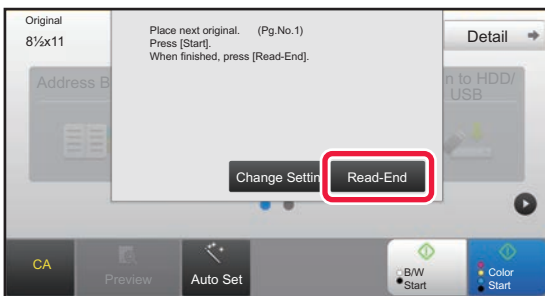 Original
8½x11
Place next original. (Pg.No.1)
Press [Start].
When finished, press [Read-End].
Detail
Address B
n to HDD/
USB
Change Settin
Read-End
CA
Preview
Auto Set
B/W
Start
Color
Start